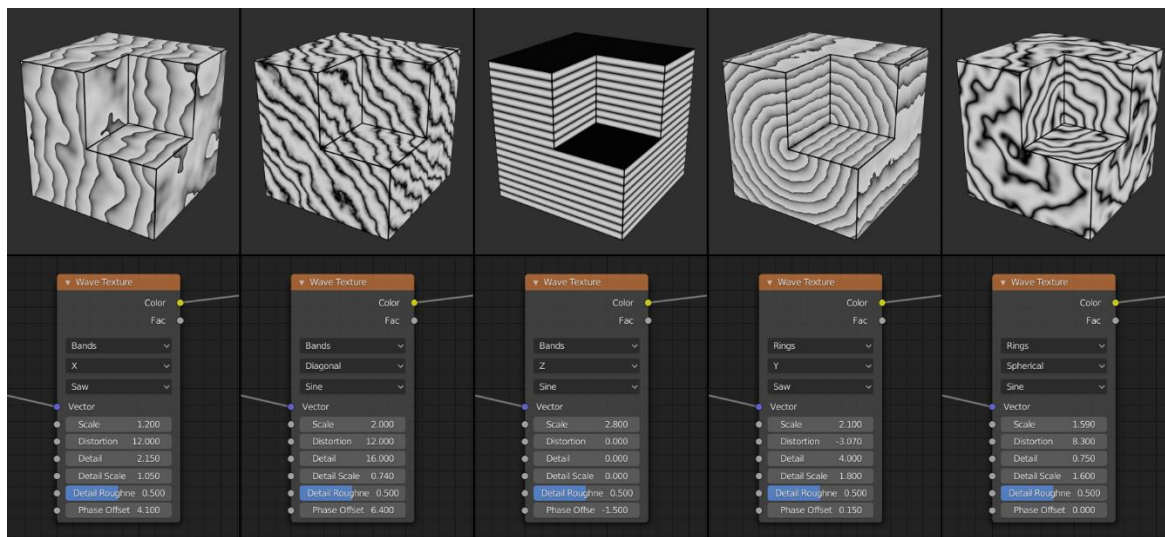 Wave Texture
Color
Fac
Bands
X
Saw
Vector
Scale 1.200
Distortion 12.000
Detail 2.150
Detail Scale 1.050
Detail Roughne 0.500
Phase Offset 4.100
Wave Texture
Color
Fac
Bands
Diagonal
Sine
Vector
Scale 2.000
Distortion 12.000
Detail 16.000
Detail Scale 0.740
Detail Roughne 0.500
Phase Offset 6.400
Wave Texture
Color
Fac
Bands
Z
Sine
Vector
Scale 2.800
Distortion 0.000
Detail 0.000
Detail Scale 0.000
Detail Roughne 0.500
Phase Offse -1.500
Wave Texture
Color
Fac
Rings
Y
Saw
Vector
Scale 2.100
Distortion -3.070
Detail 4.000
Detail Scale 1.800
Detail Roughne 0.500
Phase Offset 0.150
Wave Texture
Color
Fac
Rings
Spherical
Sine
Vector
Scale 1.590
Distortion 8.300
Detail 0.750
Detail Scale 1.600
Detail Roughne 0.500
Phase Offset 0.000